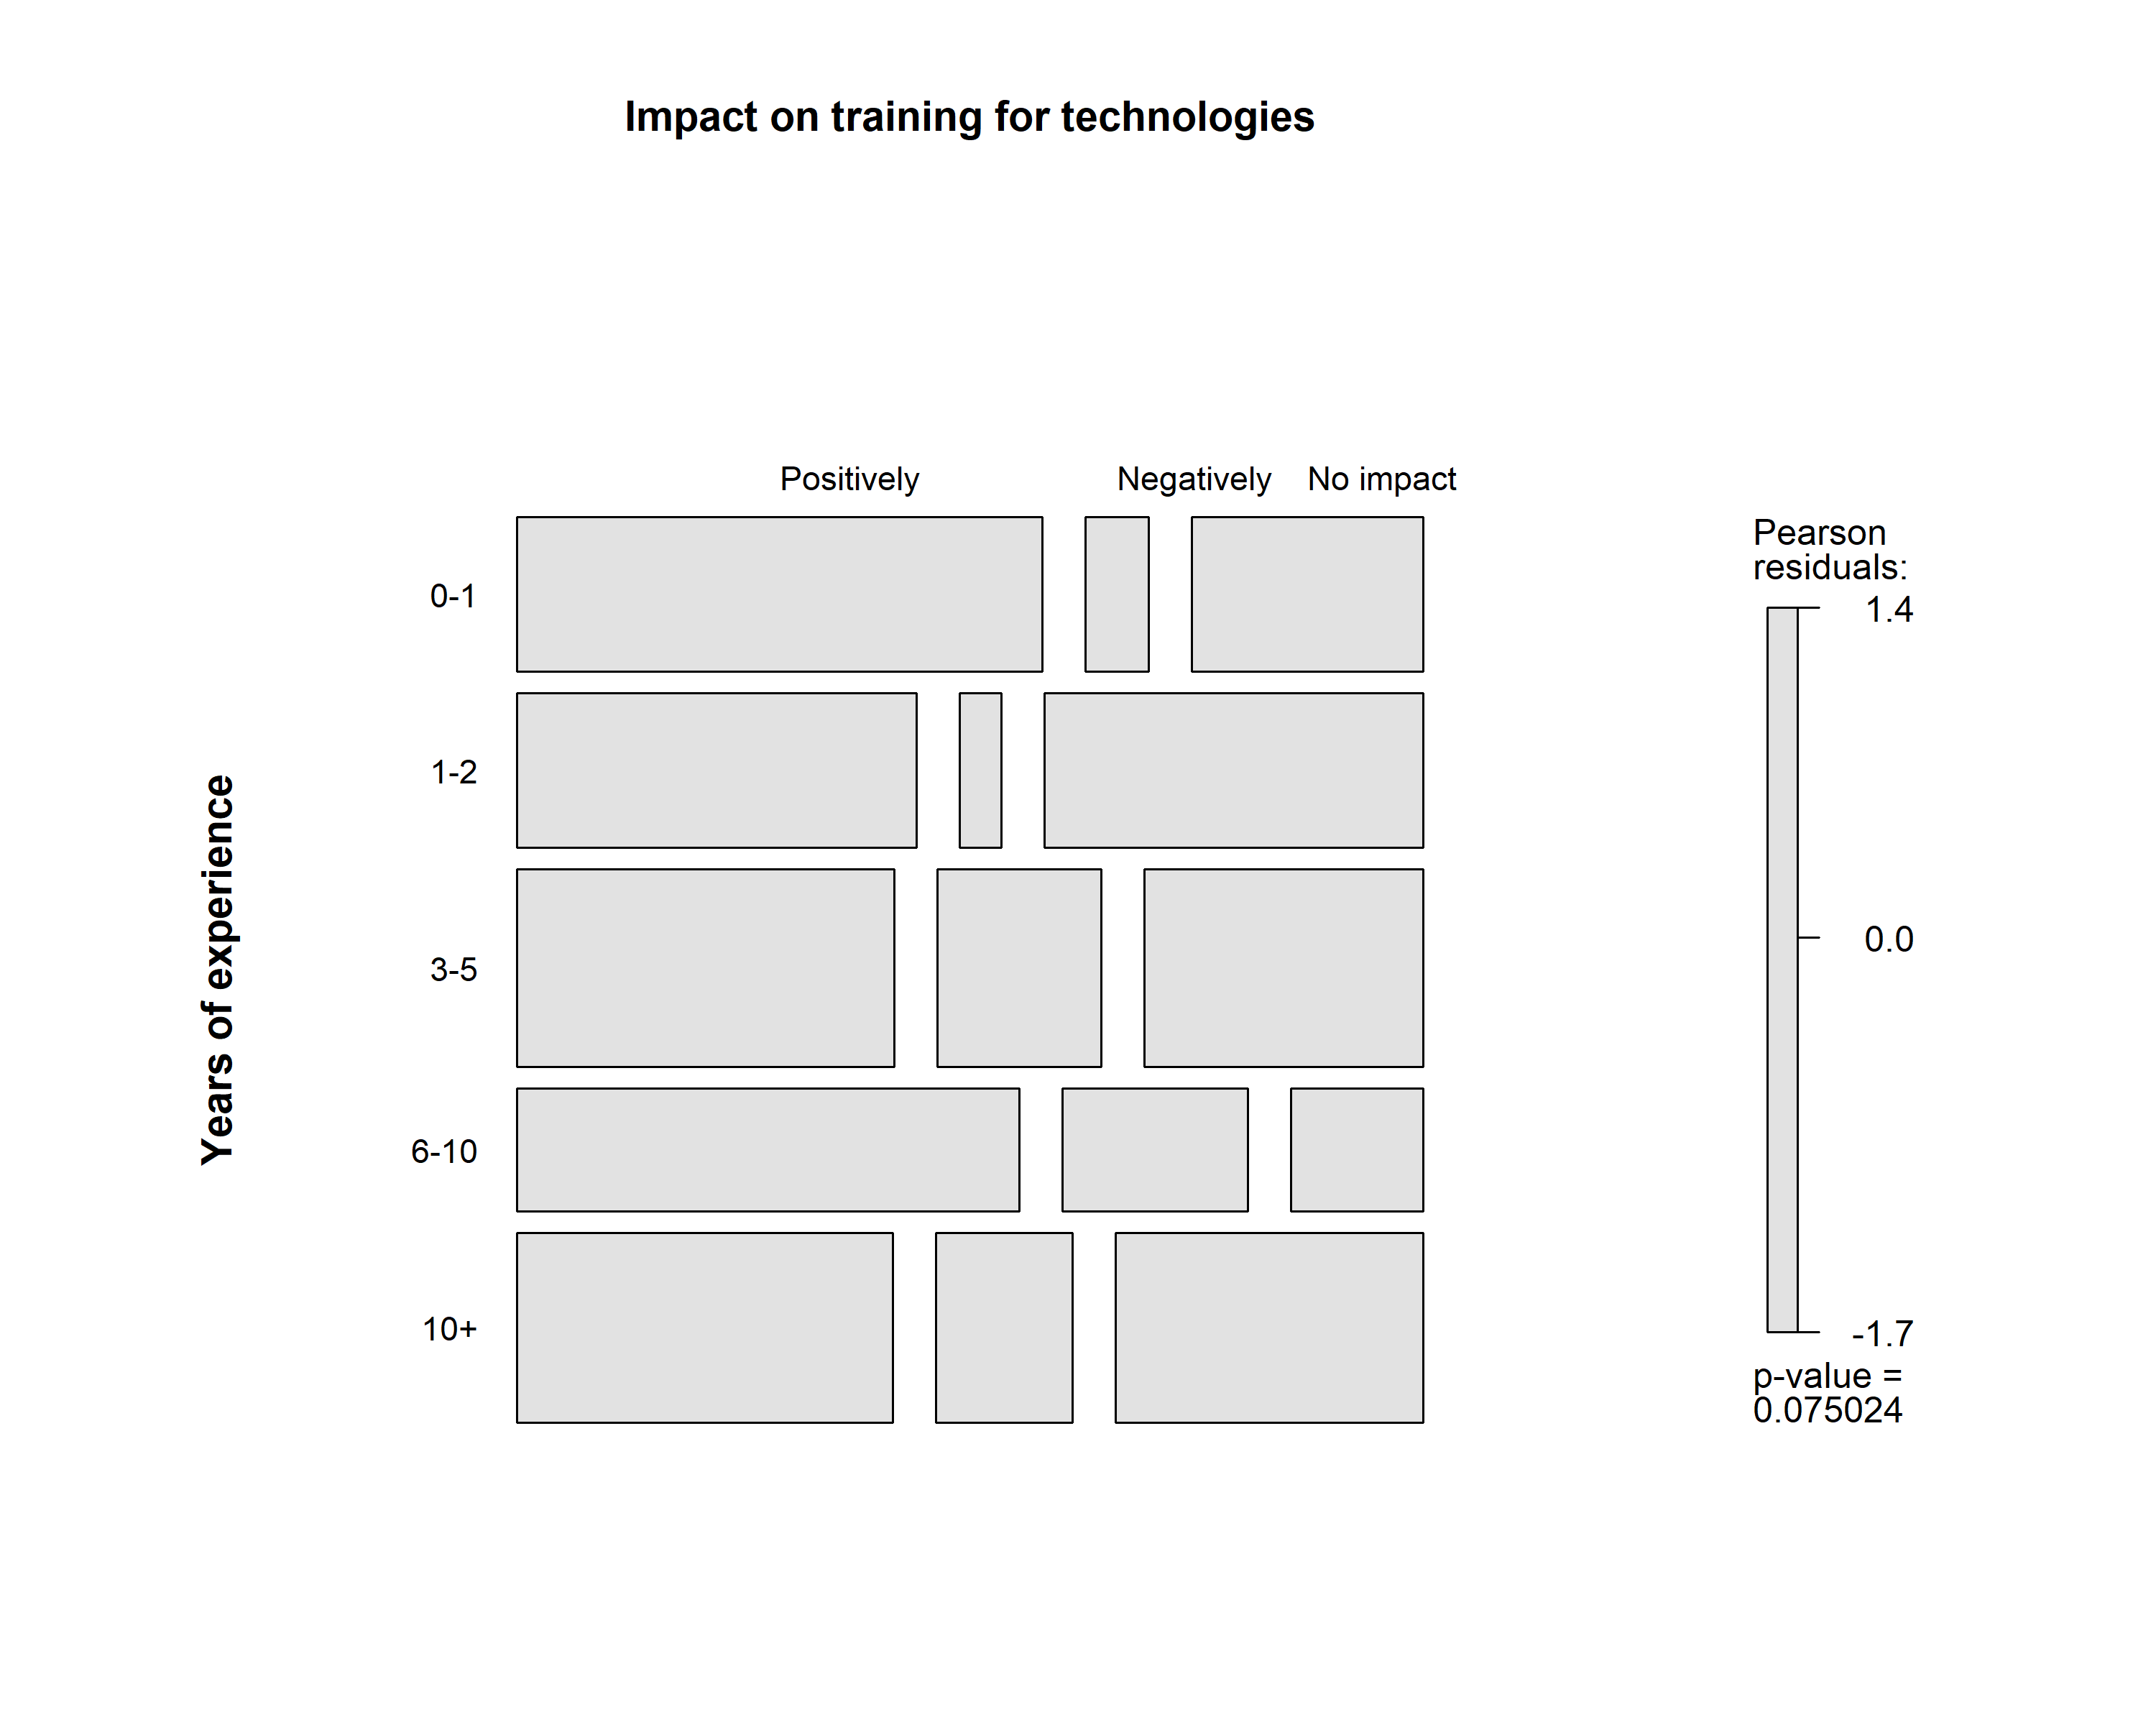 Impact on training for technologies
Positively Negatively No impact
Years of experience
0-1
1-2
3-5
6-10
10+
Pearson
residuals:
1.4
0.0
-1.7
p-value =
0.075024